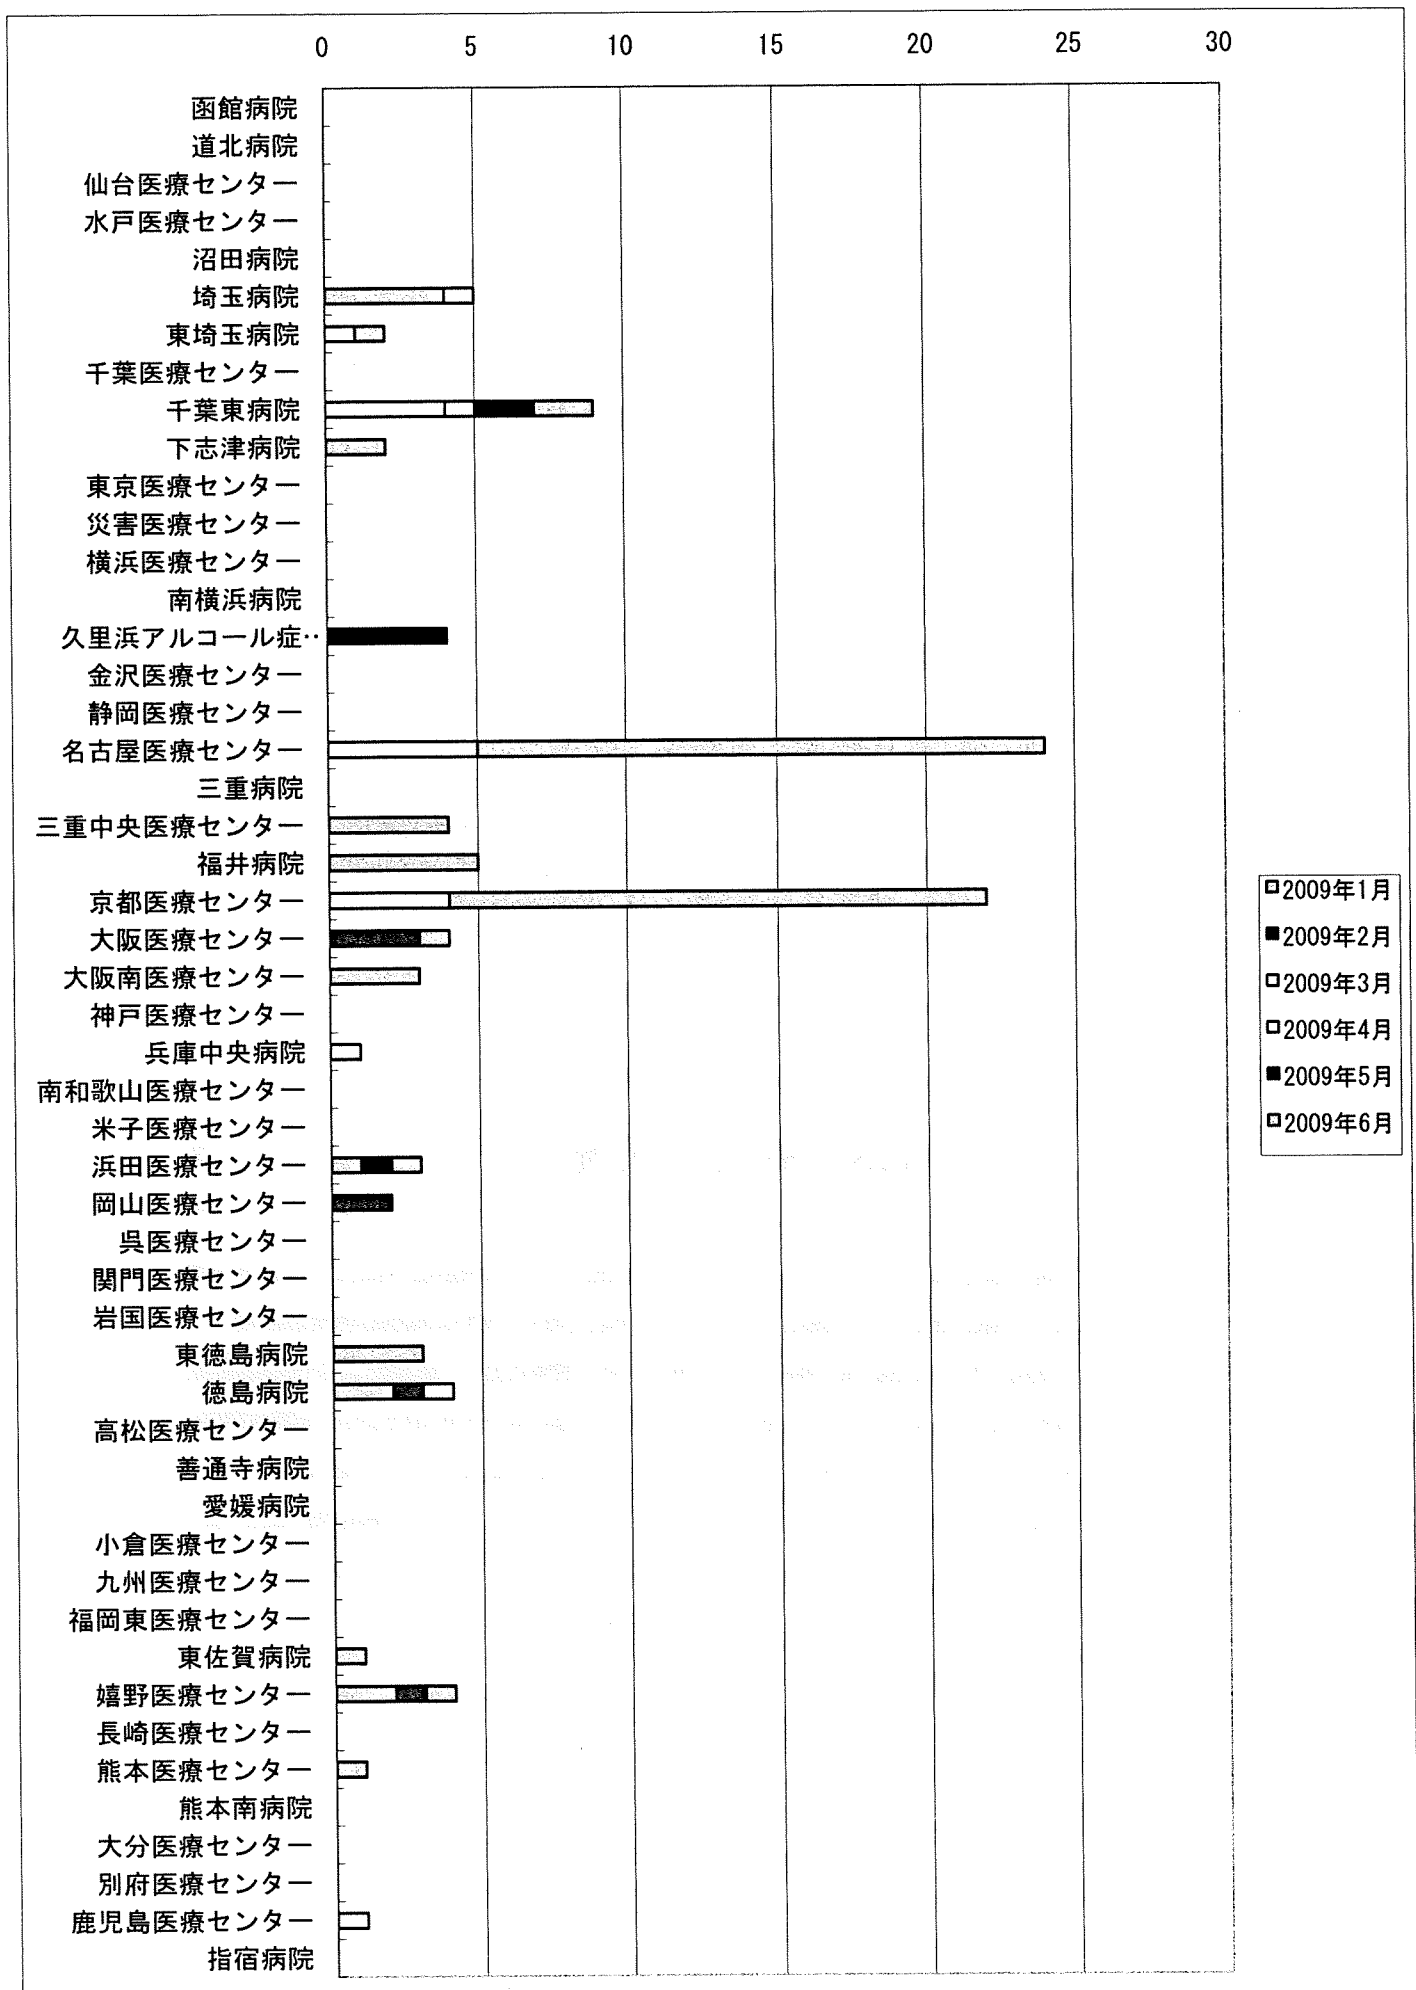 0 5 10 15 20 25 30
函館病院
道北病院
仙台医療センター
水戸医療センター
沼田病院
埼玉病院
東埼玉病院
千葉医療センター
千葉東病院
下志津病院
東京医療センター
災害医療センター
横浜医療センター
南横浜病院
久里浜アルコール症‥
金沢医療センター
静岡医療センター
名古屋医療センター
三重病院
三重中央医療センター
福井病院
京都医療センター
大阪医療センター
大阪南医療センター
神戸医療センター
兵庫中央病院
南和歌山医療センター
米子医療センター
浜田医療センター
岡山医療センター
呉医療センター
関門医療センター
岩国医療センター
東徳島病院
徳島病院
高松医療センター
善通寺病院
愛媛病院
小倉医療センター
九州医療センター
福岡東医療センター
東佐賀病院
嬉野医療センター
長崎医療センター
熊本医療センター
熊本南病院
大分医療センター
別府医療センター
鹿児島医療センター
指宿病院
2009年1月
2009年2月
2009年3月
2009年4月
2009年5月
2009年6月